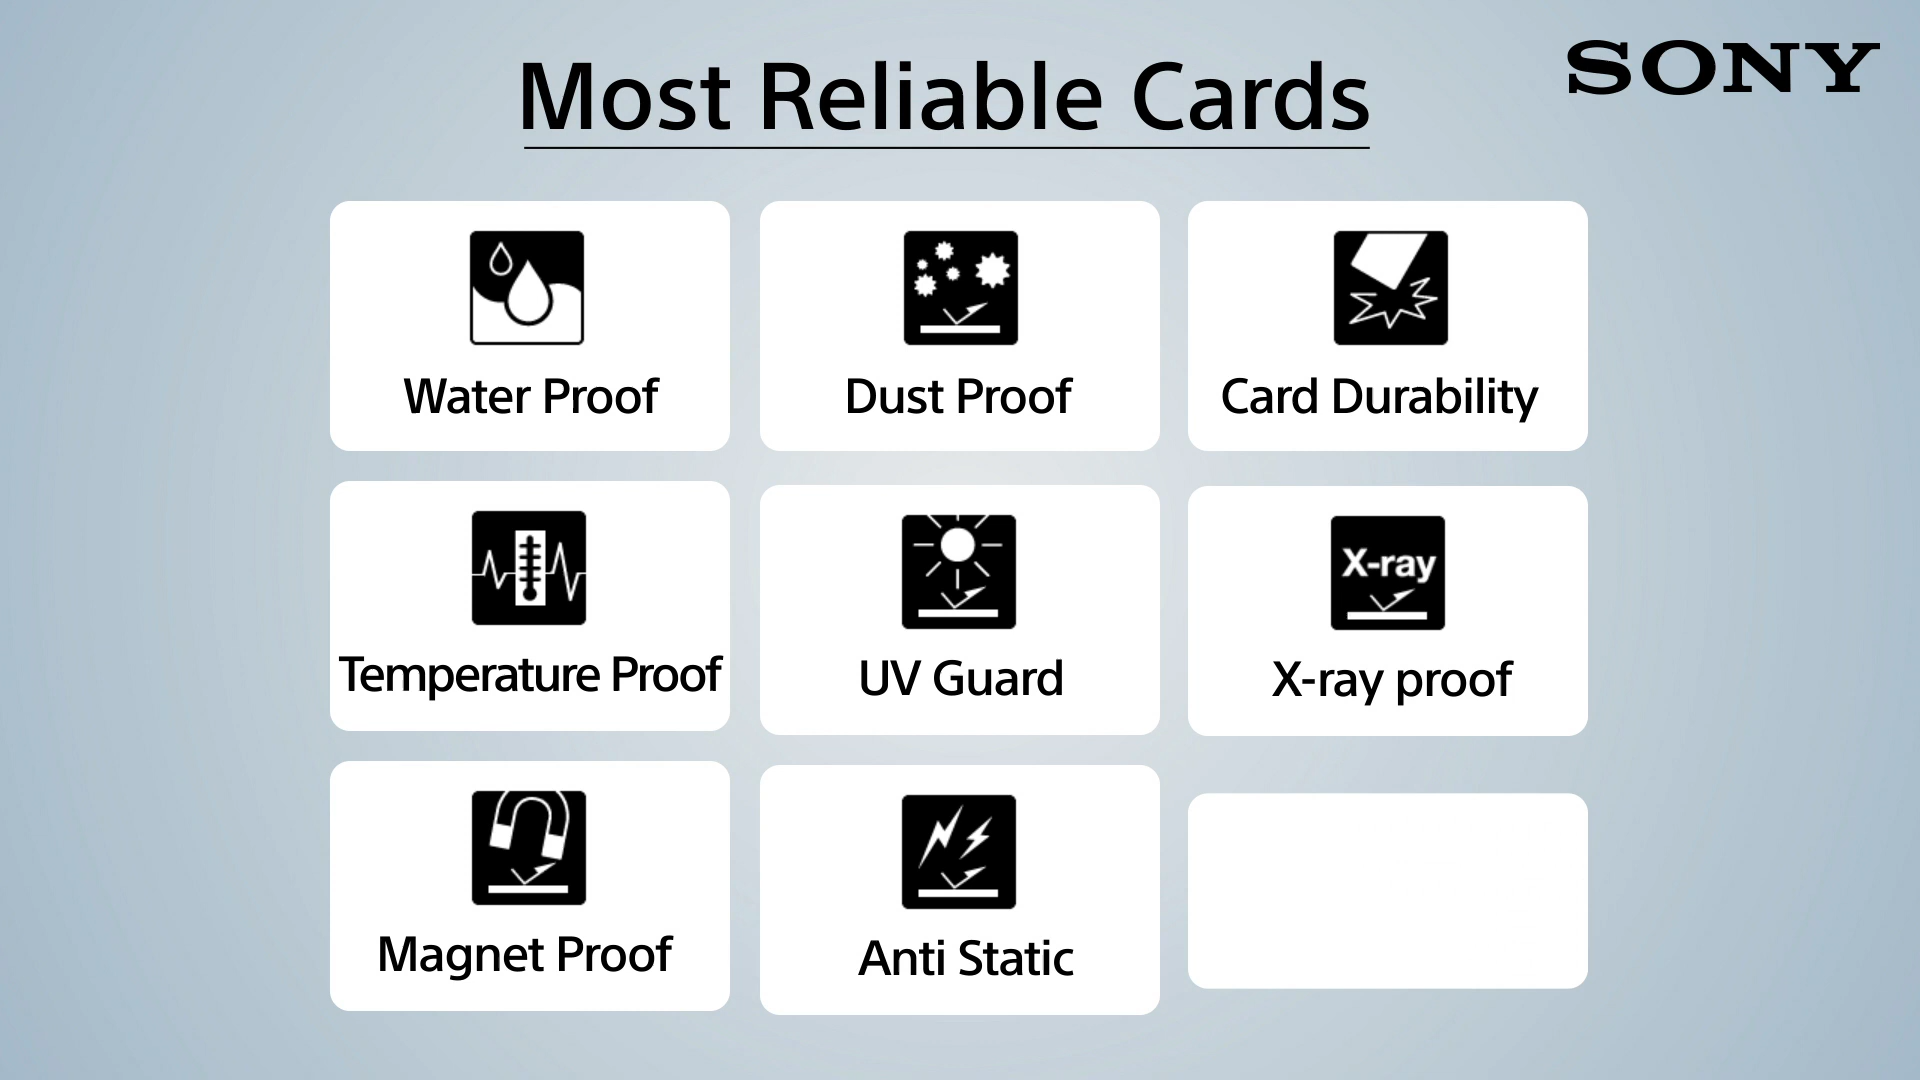 Most Reliable Cards
SONY
Water Proof
Dust Proof
Card Durability
Temperature Proof
UV Guard
X-ray
X-ray proof
Magnet Proof
Anti Static